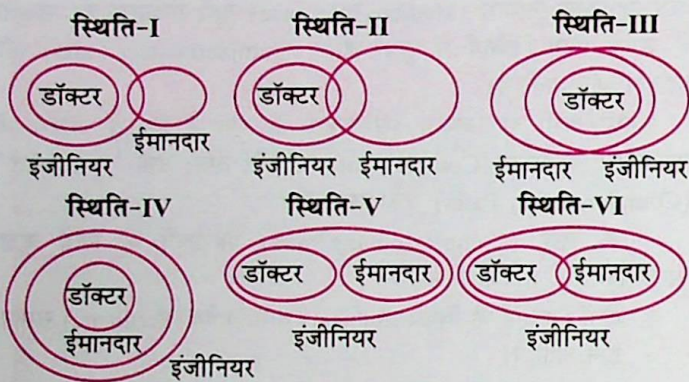 स्थिति-I स्थिति-II स्थिति-III
डॉक्टर डॉक्टर डॉक्टर
ईमानदार
इंजीनियर इंजीनियर ईमानदार ईमानदार इंजीनियर
स्थिति-IV स्थिति-V स्थिति-VI
डॉक्टर डॉक्टर ईमानदार डॉक्टर ईमानदार
ईमानदार इंजीनियर इंजीनियर इंजीनियर